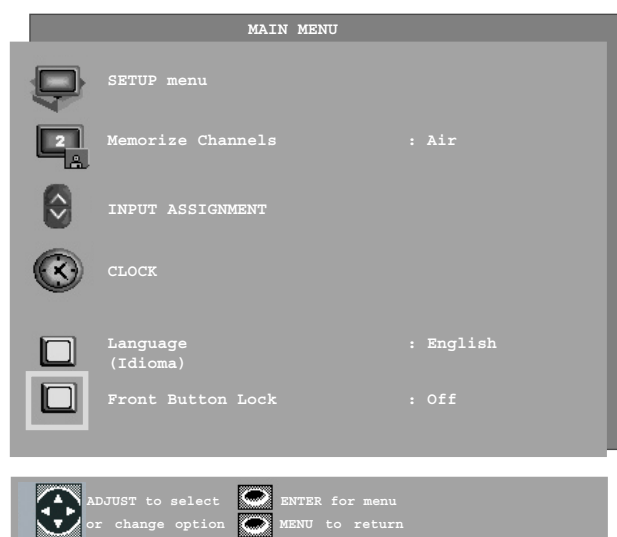 MAIN MENU
SETUP menu
2
Memorize Channels : Air
INPUT ASSIGNMENT
CLOCK
Language : English
(Idioma)
Front Button Lock : Off
ADJUST to select ENTER for menu
or change option MENU to return